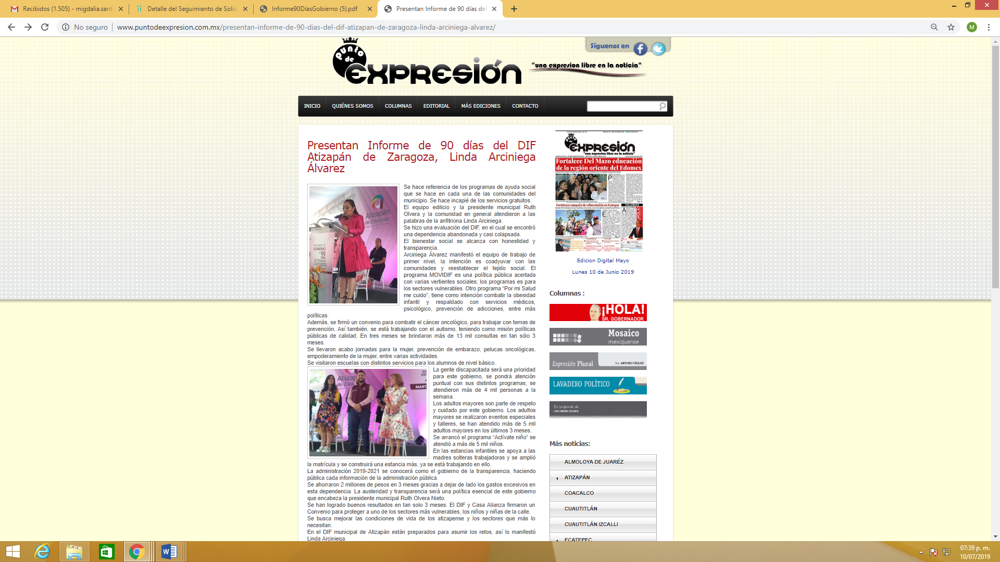 Recibidos (1.505) - migdalia.sant
Detalle del Seguimiento de Solici
Informe90DíasGobierno (5).pdf
Presentan Informe de 90 días del
No seguro
www.puntodeexpresion.com.mx/presentan-informe-de-90-dias-del-dif-atizapan-de-zaragoza-linda-arciniega-alvarez/
M
Síguenos en
punto
de
EXPRESIÓN
"una expresion libre en la noticia"
INICIO
QUIÉNES SOMOS
COLUMNAS
EDITORIAL
MÁS EDICIONES
CONTACTO
Presentan Informe de 90 días del DIF
Atizapán de Zaragoza, Linda Arciniega
Álvarez
Atizapán
de Zaragoza
GOBIERNO
90
Se hace referencia de los programas de ayuda social
que se hace en cada una de las comunidades del
municipio. Se hace incapié de los servicios gratuitos.
El equipo edilicio y la presidente municipal Ruth
Olvera y la comunidad en general atendieron a las
palabras de la anfitriona Linda Arciniega.
Se hizo una evaluación del DIF, en el cual se encontró
una dependencia abandonada y casi colapsada.
El bienestar social se alcanza con honestidad y
transparencia.
Arciniega Álvarez manifestó el equipo de trabajo de
primer nivel, la intención es coadyuvar con las
comunidades y reestablecer el tejido social. El
programa MOVIDIF es una política pública acertada
con varias vertientes sociales; los programas es para
los sectores vulnerables. Otro programa “Por mi Salud
me cuido”, tiene como intención combatir la obesidad
infantil y respaldado con servicios médicos,
psicológico, prevención de adicciones, entre más
políticas.
Además, se firmó un convenio para combatir el cáncer oncológico, para trabajar con temas de
prevención. Así también, se está trabajando con el autismo, teniendo como misión políticas
públicas de calidad. En tres meses se brindaron más de 13 mil consultas en tan sólo 3
meses.
Se llevaron acabo jornadas para la mujer, prevención de embarazo, pelucas oncológicas,
empoderamiento de la mujer, entre varias actividades.
Se visitaron escuelas con distintos servicios para los alumnos de nivel básico.
La gente discapacitada será una prioridad
para este gobierno, se pondrá atención
puntual con sus distintos programas; se
atendieron más de 4 mil personas a la
semana.
Los adultos mayores son parte de respeto
y cuidado por este gobierno. Los adultos
mayores se realizaron eventos especiales
y talleres, se han atendido más de 5 mil
adultos mayores en los últimos 3 meses.
Se arrancó el programa “Actívate niño” se
atendió a más de 5 mil niños.
En las estancias infantiles se apoya a las
madres solteras trabajadoras y se amplió
la matrícula y se construirá una estancia más, ya se está trabajando en ello.
La administración 2019-2021 se conocerá como el gobierno de la transparencia, haciendo
pública cada información de la administración pública.
Se ahorraron 2 millones de pesos en 3 meses gracias a dejar de lado los gastos excesivos en
esta dependencia. La austeridad y transparencia será una política esencial de este gobierno
que encabeza la presidente municipal Ruth Olvera Nieto.
Se han logrado buenos resultados en tan solo 3 meses. El DIF y Casa Alianza firmaron un
Convenio para proteger a uno de los sectores más vulnerables, los niños y niñas de la calle.
Se busca mejorar las condiciones de vida de los atizapense y los sectores que más lo
necesitan.
En el DIF municipal de Atizapán están preparados para asumir los retos, así lo manifestó
Linda Arciniega.
punto
de
EXPRESIÓN
"una expresion libre en la noticia"
Fortalece Del Mazo educación
de la región oriente del Edomex
Fortalecen campaña de reforestación en Ecatepec
COLUMNAS
¡HOLA!
Edicion Digital Mayo
Lunes 10 de Junio 2019
Columnas :
¡HOLA!
SR. GOBERNADOR
Mosaico
mexiquense
Expresión Plural
Por: ARTURO VÍQUEZ
LAVADERO POLÍTICO
En la opinión de
LUIS ZAMORA CALZADA
Más noticias:
ALMOLOYA DE JUARÉZ
ATIZAPÁN
COACALCO
CUAUTITLÁN
CUAUTITLÁN IZCALLI
ECATEPEC
07:39 p. m.
10/07/2019